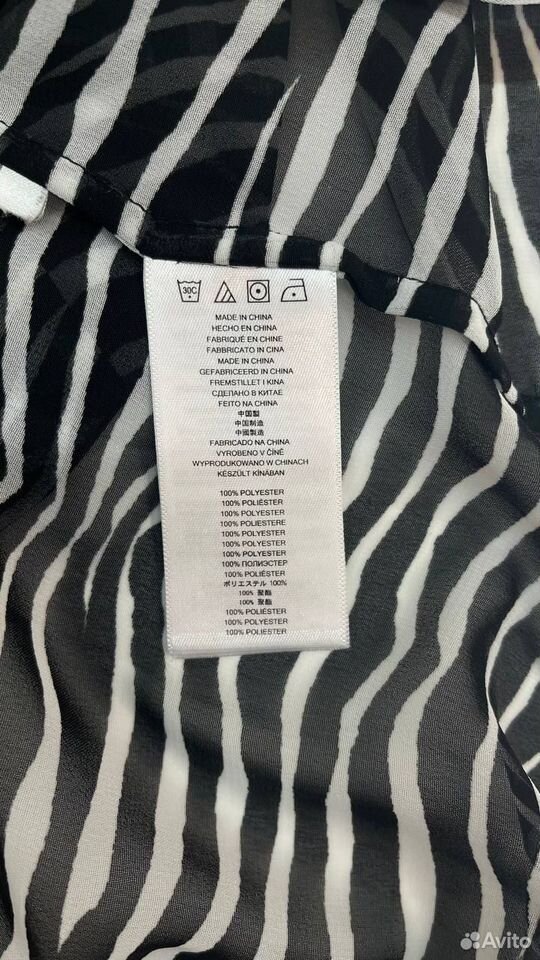 30C
MADE IN CHINA
HECHO EN CHINA
FABRIQUÉ EN CHINE
FABBRICATO IN CINA
MADE IN CHINA
GEFABRICEERD IN CHINA
FREMSTILLET I KINA
СДЕЛАНО В КИТАЕ
FEITO NA CHINA
中国製
中国制造
中國製造
FABRICADO NA CHINA
VYROBENO V ČÍNĚ
WYPRODUKOWANO W CHINACH
KÉSZÜLT KÍNÁBAN
100% POLYESTER
100% POLIÉSTER
100% POLYESTER
100% POLIESTERE
100% POLYESTER
100% POLYESTER
100% POLYESTER
100% ПОЛИЭСТЕР
100% POLIÉSTER
ポリエステル 100%
100% 聚酯
100% 聚酯
100% POLIÉSTER
100% POLYESTER
100% POLIESTER
100% POLIÉSZTER
Avito